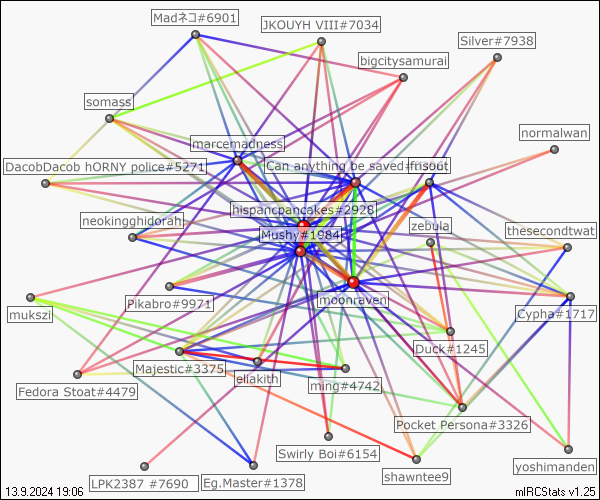 Madネコ#6901
JKOUYH VIII#7034
Silver#7938
bigcitysamurai
somass
normalwan
marcemadness
DacobDacob hORNY police#5271
Can anything be saved
frisout
hispancpancakes#2928
neokingghidorah
Mushy#1984
zebula
thesecondtwat
Pikabro#9971
moonraven
mukszi
Cypha#1717
Duck#1245
Majestic#3375
ellakith
ming#4742
Fedora Stoat#4479
Pocket Persona#3326
Swirly Boi#6154
yoshimanden
LPK2387 #7690
Eg.Master#1378
shawntee9
13.9.2024 19:06
mIRCStats v1.25